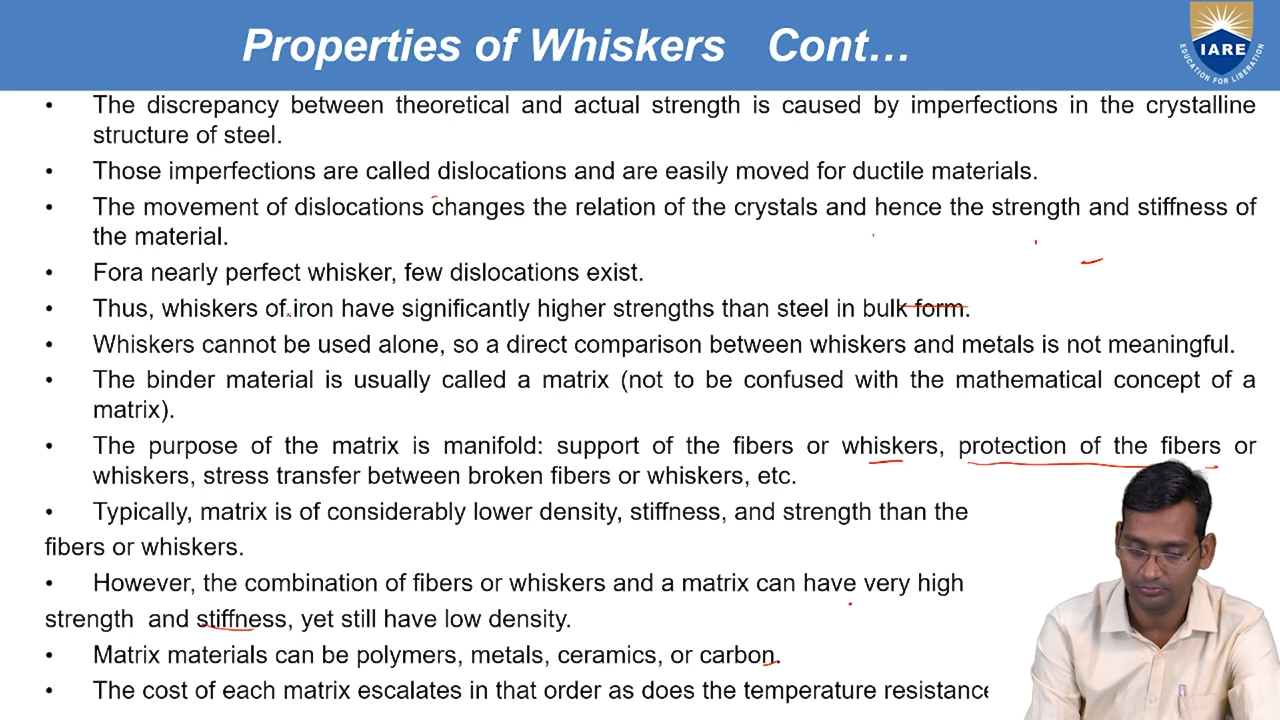 Properties of Whiskers Cont...
IARE
EDUCATION FOR LIBERATION
• The discrepancy between theoretical and actual strength is caused by imperfections in the crystalline
structure of steel.
• Those imperfections are called dislocations and are easily moved for ductile materials.
• The movement of dislocations changes the relation of the crystals and hence the strength and stiffness of
the material.
• Fora nearly perfect whisker, few dislocations exist.
• Thus, whiskers of iron have significantly higher strengths than steel in bulk form.
• Whiskers cannot be used alone, so a direct comparison between whiskers and metals is not meaningful.
• The binder material is usually called a matrix (not to be confused with the mathematical concept of a
matrix).
• The purpose of the matrix is manifold: support of the fibers or whiskers, protection of the fibers or
whiskers, stress transfer between broken fibers or whiskers, etc.
• Typically, matrix is of considerably lower density, stiffness, and strength than the
fibers or whiskers.
• However, the combination of fibers or whiskers and a matrix can have very high
strength and stiffness, yet still have low density.
• Matrix materials can be polymers, metals, ceramics, or carbon.
• The cost of each matrix escalates in that order as does the temperature resistance